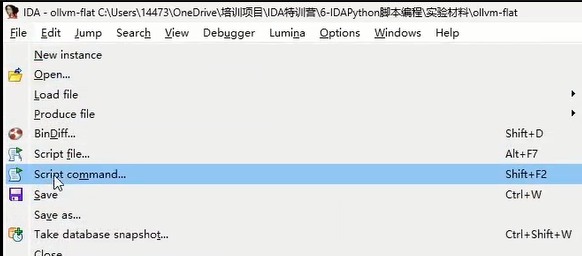 IDA - ollvm-flat C:\Users\14473\OneDrive\培训项目\IDA特训营\6-IDAPython脚本编程\实验材料\ollvm-flat
File Edit Jump Search View Debugger Lumina Options Windows Help
New instance
Open...
Load file
Produce file
BinDiff... Shift+D
Script file... Alt+F7
Script command... Shift+F2
Save Ctrl+W
Save as...
Take database snapshot... Ctrl+Shift+W
Close